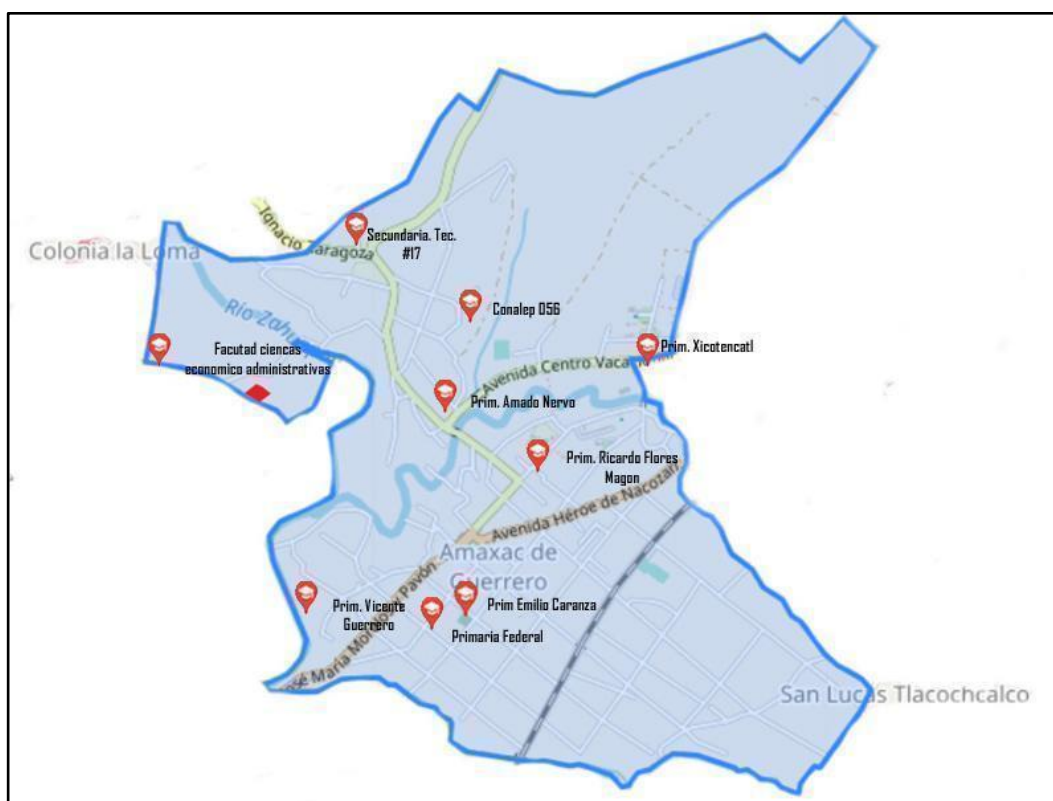 Ignacio Zaragoza
Colonia la Loma
Secundaria. Tec.
#17
Río Zahu
Conalep 056
Facutad ciencas
economico administrativas
Prim. Xicotencatl
Avenida Centro Vaca
Prim. Amado Nervo
Prim. Ricardo Flores
Magon
Avenida Héroe de Nacozari
Amaxac de
Guerrero
Prim. Vicente
Guerrero
Prim Emilio Caranza
Primaria Federal
José María Morelos y Pavón
San Lucas Tlacochcalco